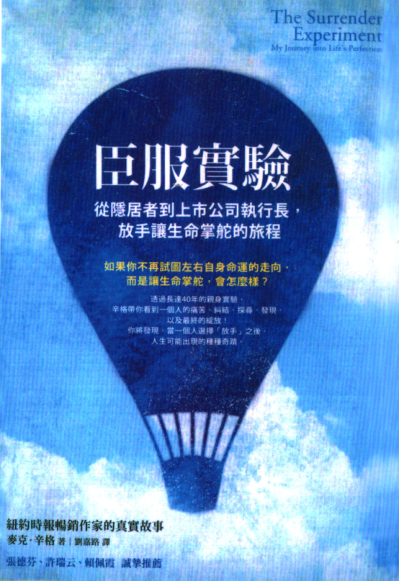 The Surrender
Experiment
My Journey into Life's Perfection
臣服實驗
從隱居者到上市公司執行長，
放手讓生命掌舵的旅程
如果你不再試圖左右自身命運的走向，
而是讓生命掌舵，會怎麼樣？
透過長達40年的親身實驗，
辛格帶你看到一個人的痛苦、糾結、探尋、發現，
以及最終的綻放！
你將發現，當一個人選擇「放手」之後，
人生可能出現的種種奇蹟。
紐約時報暢銷作家的真實故事
麥克・辛格 著｜劉嘉路 譯
張德芬、許瑞云、賴佩霞 誠摯推薦